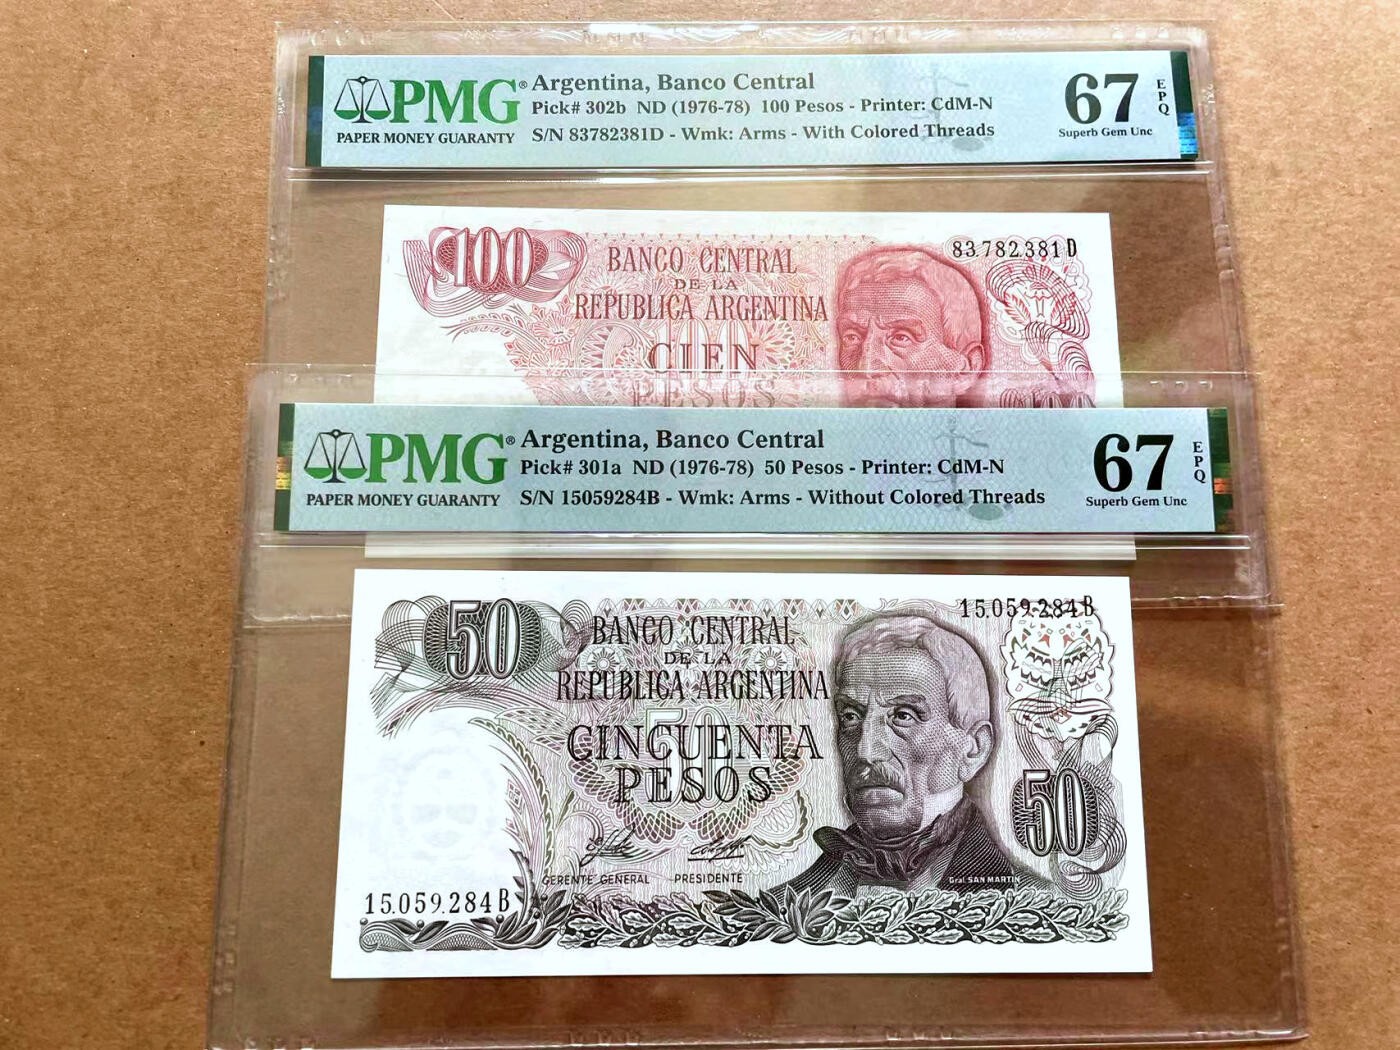 PMG®
PAPER MONEY GUARANTY
Argentina, Banco Central
Pick# 302b ND (1976-78) 100 Pesos - Printer: CdM-N
S/N 83782381D - Wmk: Arms - With Colored Threads
67
EPQ
Superb Gem Unc
100
BANCO CENTRAL
DE LA
REPUBLICA ARGENTINA
83.782.381 D
100
CIEN
PESOS
PMG®
PAPER MONEY GUARANTY
Argentina, Banco Central
Pick# 301a ND (1976-78) 50 Pesos - Printer: CdM-N
S/N 15059284B - Wmk: Arms - Without Colored Threads
67
EPQ
Superb Gem Unc
50
BANCO CENTRAL
DE LA
REPUBLICA ARGENTINA
15.059.284 B
50
CINCUENTA
PESOS
50
GERENTE GENERAL PRESIDENTE
Gral. SAN MARTIN
15.059.284 B